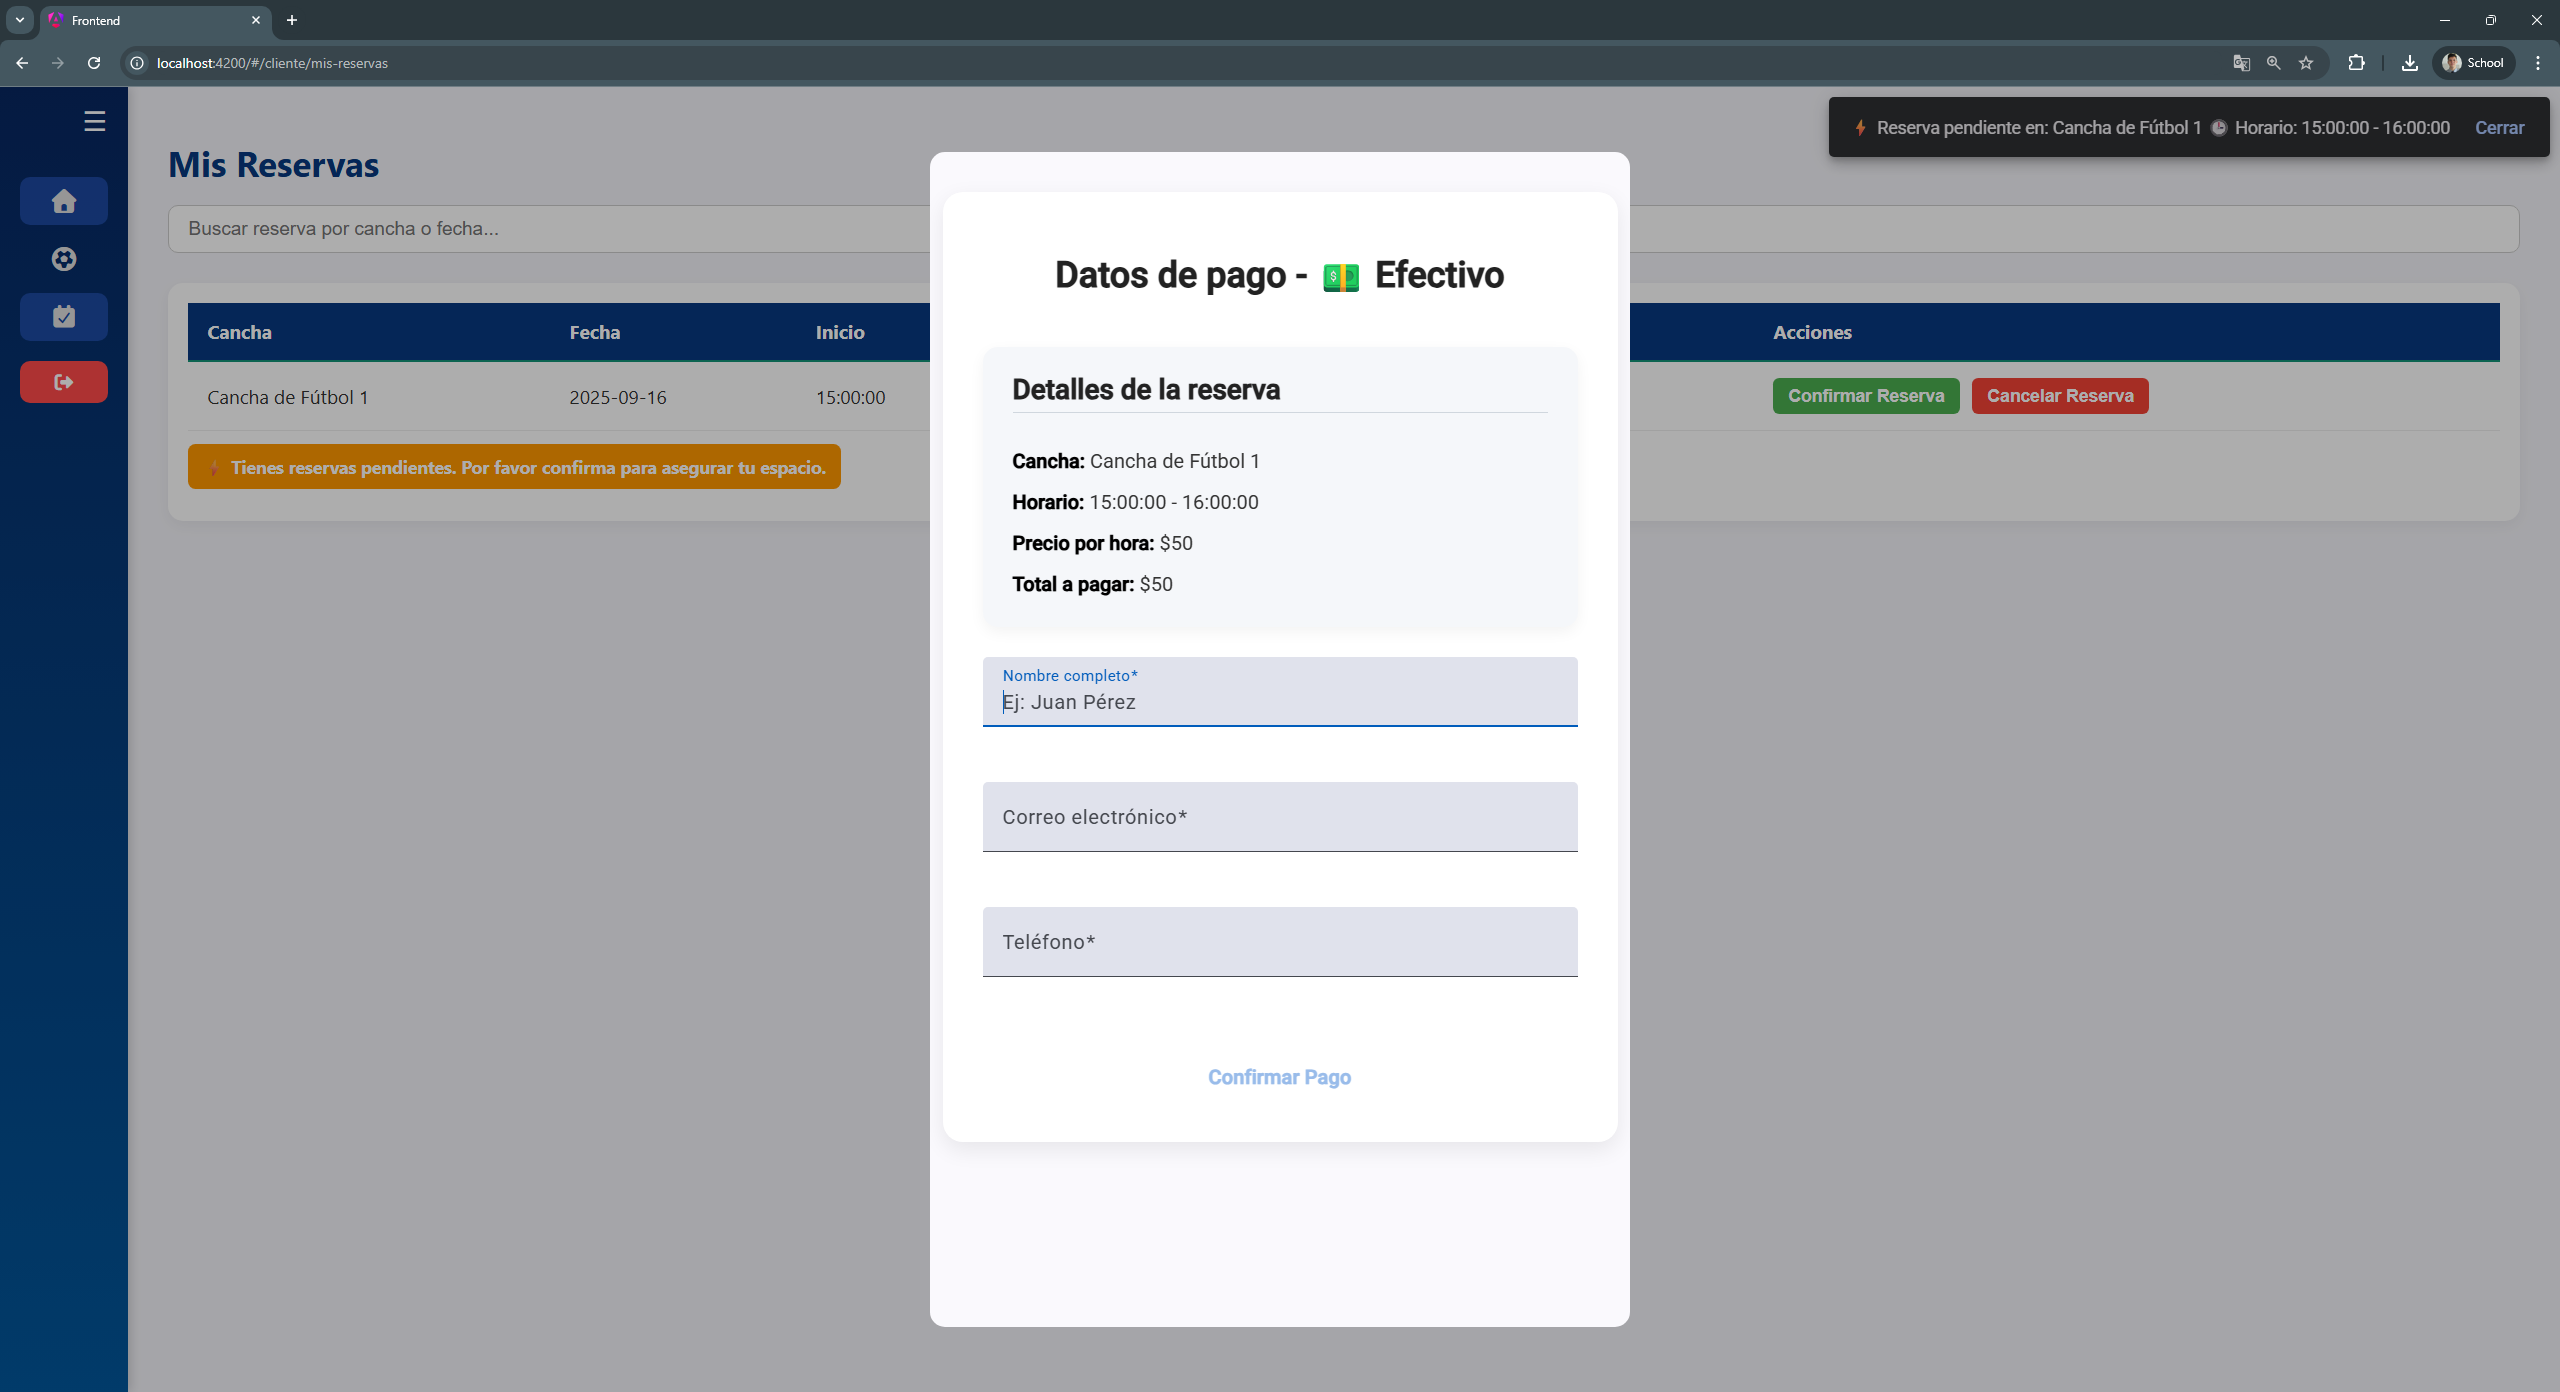 Frontend
localhost:4200/#/cliente/mis-reservas
School
⚡ Reserva pendiente en: Cancha de Fútbol 1 🕒 Horario: 15:00:00 - 16:00:00 Cerrar
Mis Reservas
Buscar reserva por cancha o fecha...
Cancha Fecha Inicio Acciones
Cancha de Fútbol 1 2025-09-16 15:00:00 Confirmar Reserva Cancelar Reserva
⚡ Tienes reservas pendientes. Por favor confirma para asegurar tu espacio.
Datos de pago - 💵 Efectivo
Detalles de la reserva
Cancha: Cancha de Fútbol 1
Horario: 15:00:00 - 16:00:00
Precio por hora: $50
Total a pagar: $50
Nombre completo*
Ej: Juan Pérez
Correo electrónico*
Teléfono*
Confirmar Pago